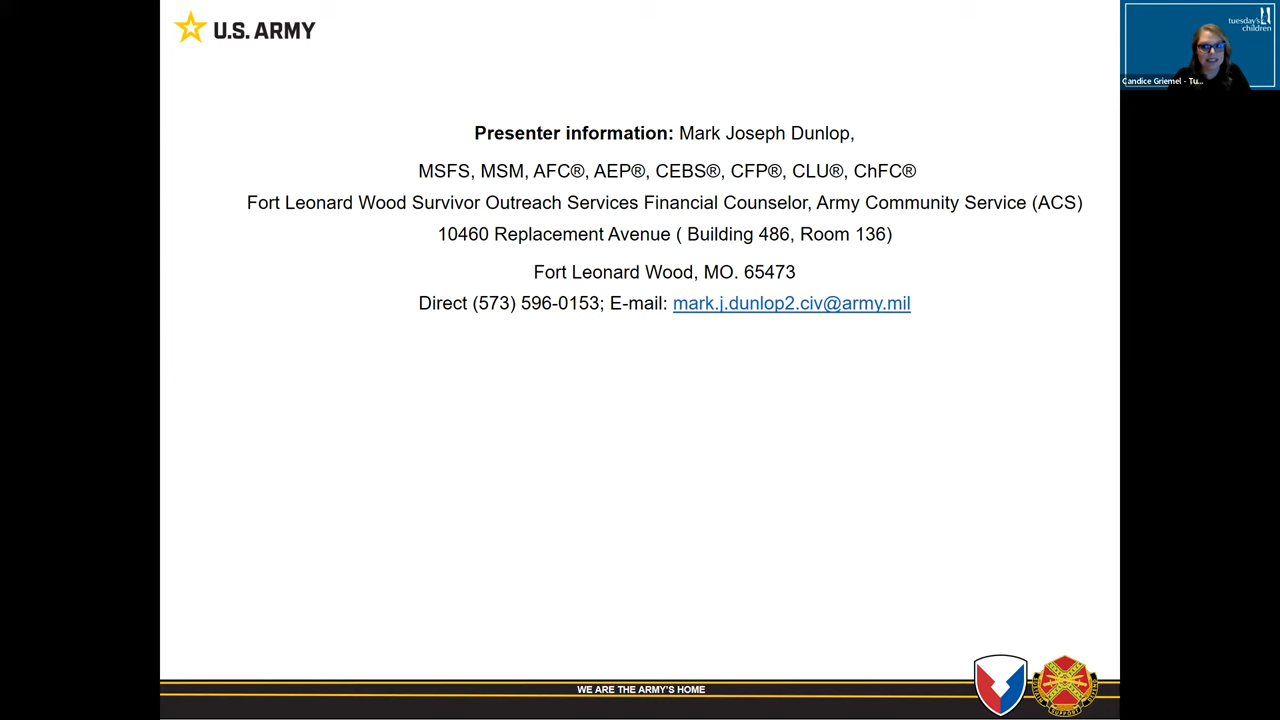 U.S. ARMY
tuesday's
children
Candice Griemel - Tu...
Presenter information: Mark Joseph Dunlop,
MSFS, MSM, AFC®, AEP®, CEBS®, CFP®, CLU®, ChFC®
Fort Leonard Wood Survivor Outreach Services Financial Counselor, Army Community Service (ACS)
10460 Replacement Avenue ( Building 486, Room 136)
Fort Leonard Wood, MO. 65473
Direct (573) 596-0153; E-mail: mark.j.dunlop2.civ@army.mil
WE ARE THE ARMY'S HOME